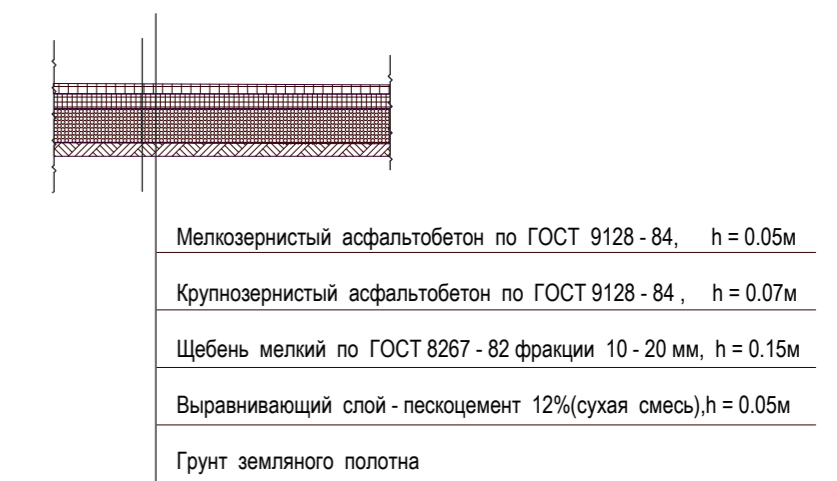 Мелкозернистый асфальтобетон по ГОСТ 9128 - 84, h = 0.05м
Крупнозернистый асфальтобетон по ГОСТ 9128 - 84 , h = 0.07м
Щебень мелкий по ГОСТ 8267 - 82 фракции 10 - 20 мм, h = 0.15м
Выравнивающий слой - пескоцемент 12%(сухая смесь),h = 0.05м
Грунт земляного полотна